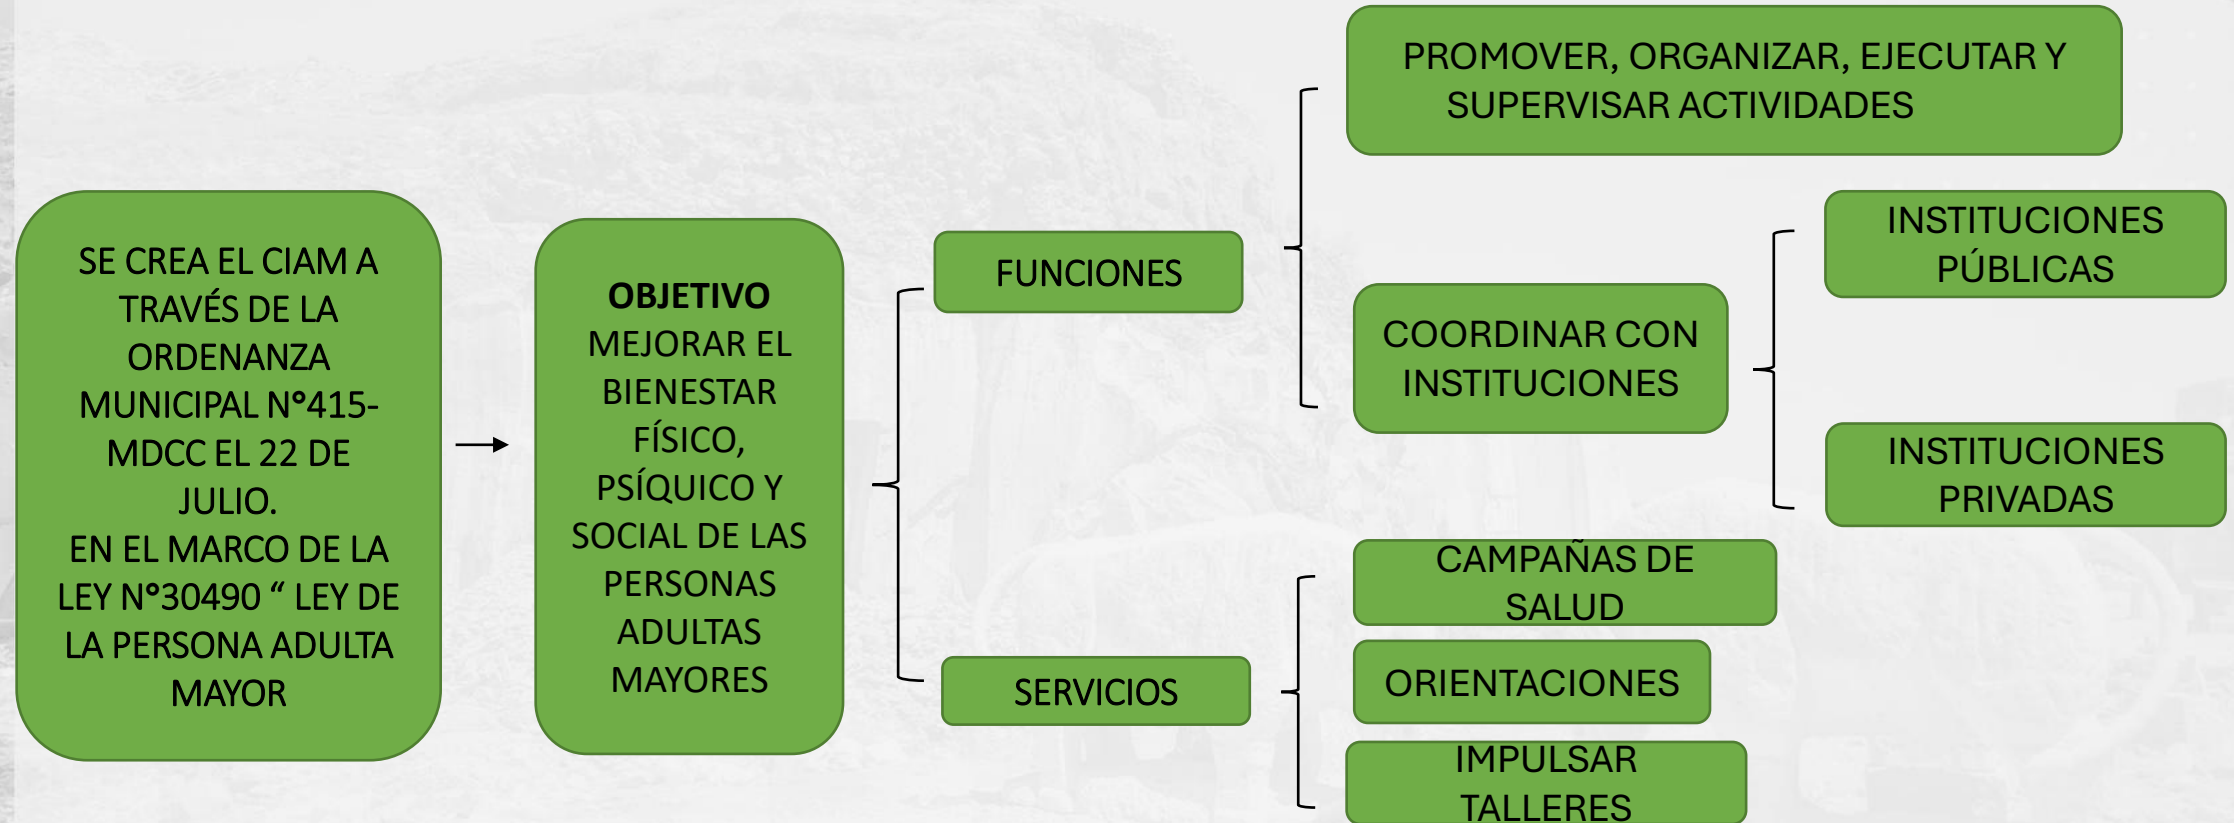 SE CREA EL CIAM A
TRAVÉS DE LA
ORDENANZA
MUNICIPAL N°415-
MDCC EL 22 DE
JULIO.
EN EL MARCO DE LA
LEY N°30490 “ LEY DE
LA PERSONA ADULTA
MAYOR
OBJETIVO
MEJORAR EL
BIENESTAR
FÍSICO,
PSÍQUICO Y
SOCIAL DE LAS
PERSONAS
ADULTAS
MAYORES
FUNCIONES
PROMOVER, ORGANIZAR, EJECUTAR Y
SUPERVISAR ACTIVIDADES
COORDINAR CON
INSTITUCIONES
INSTITUCIONES
PÚBLICAS
INSTITUCIONES
PRIVADAS
SERVICIOS
CAMPAÑAS DE
SALUD
ORIENTACIONES
IMPULSAR
TALLERES